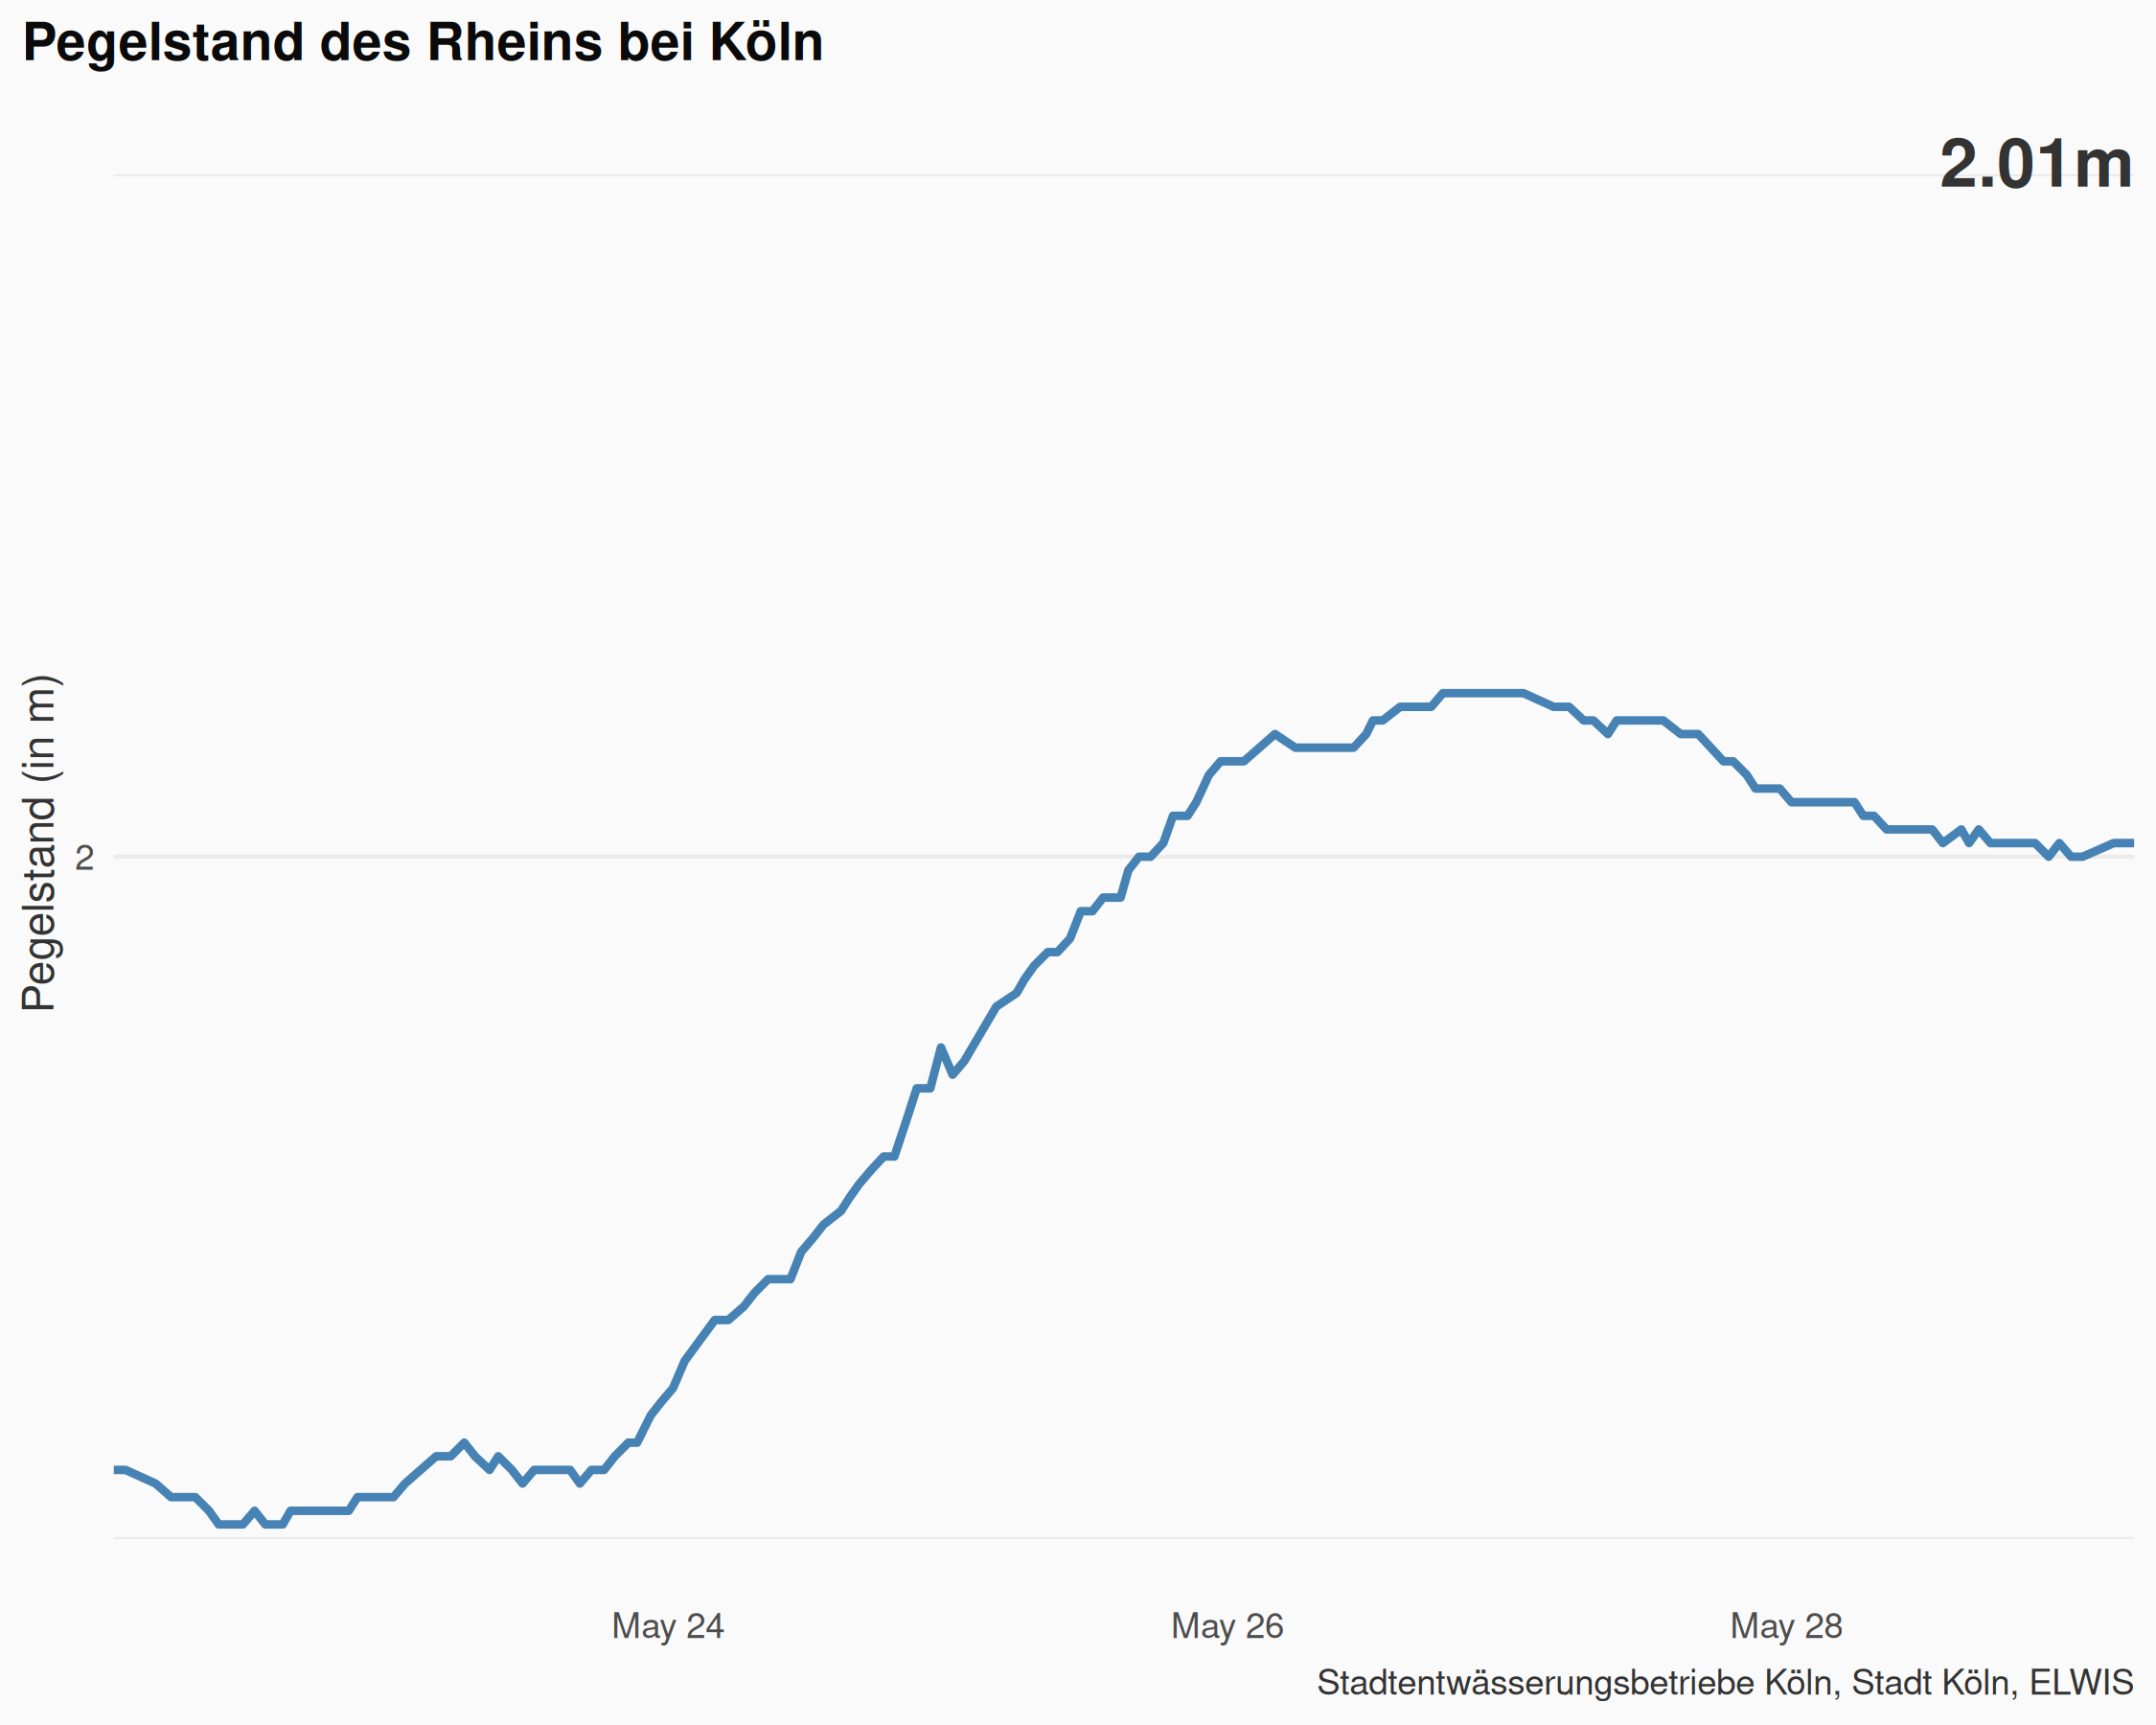 Pegelstand des Rheins bei Köln
2.01m
Pegelstand (in m)
2
May 24
May 26
May 28
Stadtentwässerungsbetriebe Köln, Stadt Köln, ELWIS